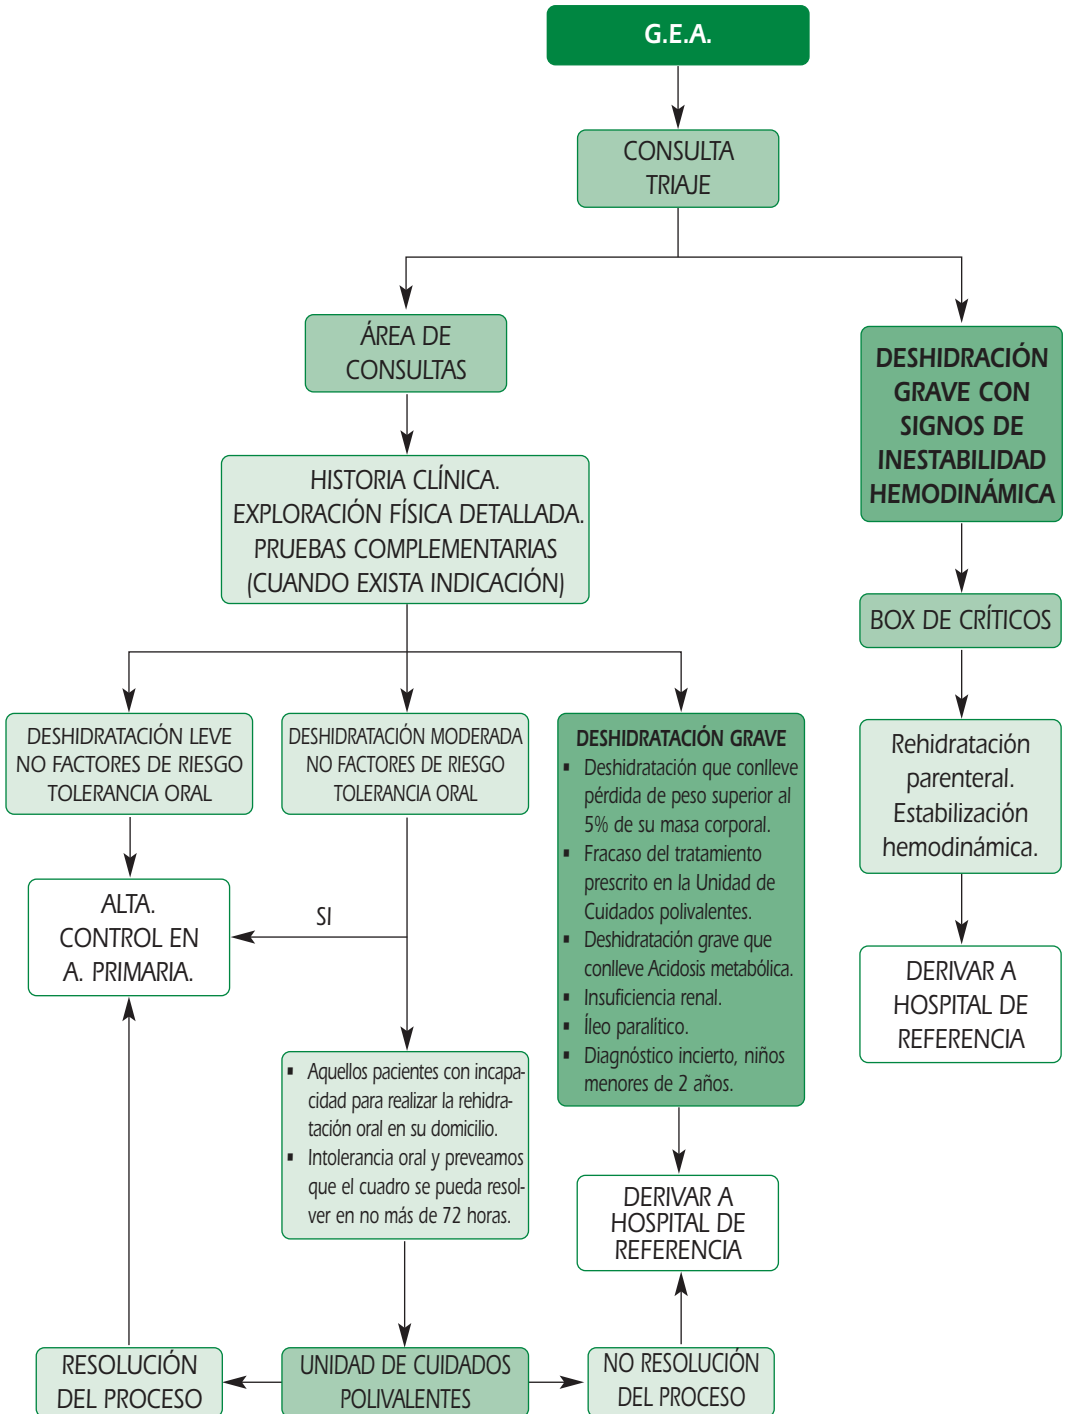 G.E.A.
CONSULTA
TRIAJE
ÁREA DE
CONSULTAS
DESHIDRACIÓN
GRAVE CON
SIGNOS DE
INESTABILIDAD
HEMODINÁMICA
HISTORIA CLÍNICA.
EXPLORACIÓN FÍSICA DETALLADA.
PRUEBAS COMPLEMENTARIAS
(CUANDO EXISTA INDICACIÓN)
BOX DE CRÍTICOS
DESHIDRATACIÓN LEVE
NO FACTORES DE RIESGO
TOLERANCIA ORAL
DESHIDRATACIÓN MODERADA
NO FACTORES DE RIESGO
TOLERANCIA ORAL
DESHIDRATACIÓN GRAVE
▪ Deshidratación que conlleve
pérdida de peso superior al
5% de su masa corporal.
▪ Fracaso del tratamiento
prescrito en la Unidad de
Cuidados polivalentes.
▪ Deshidratación grave que
conlleve Acidosis metabólica.
▪ Insuficiencia renal.
▪ Íleo paralítico.
▪ Diagnóstico incierto, niños
menores de 2 años.
Rehidratación
parenteral.
Estabilización
hemodinámica.
ALTA.
CONTROL EN
A. PRIMARIA.
SI
DERIVAR A
HOSPITAL DE
REFERENCIA
▪ Aquellos pacientes con incapa-
cidad para realizar la rehidra-
tación oral en su domicilio.
▪ Intolerancia oral y preveamos
que el cuadro se pueda resol-
ver en no más de 72 horas.
DERIVAR A
HOSPITAL DE
REFERENCIA
RESOLUCIÓN
DEL PROCESO
UNIDAD DE CUIDADOS
POLIVALENTES
NO RESOLUCIÓN
DEL PROCESO